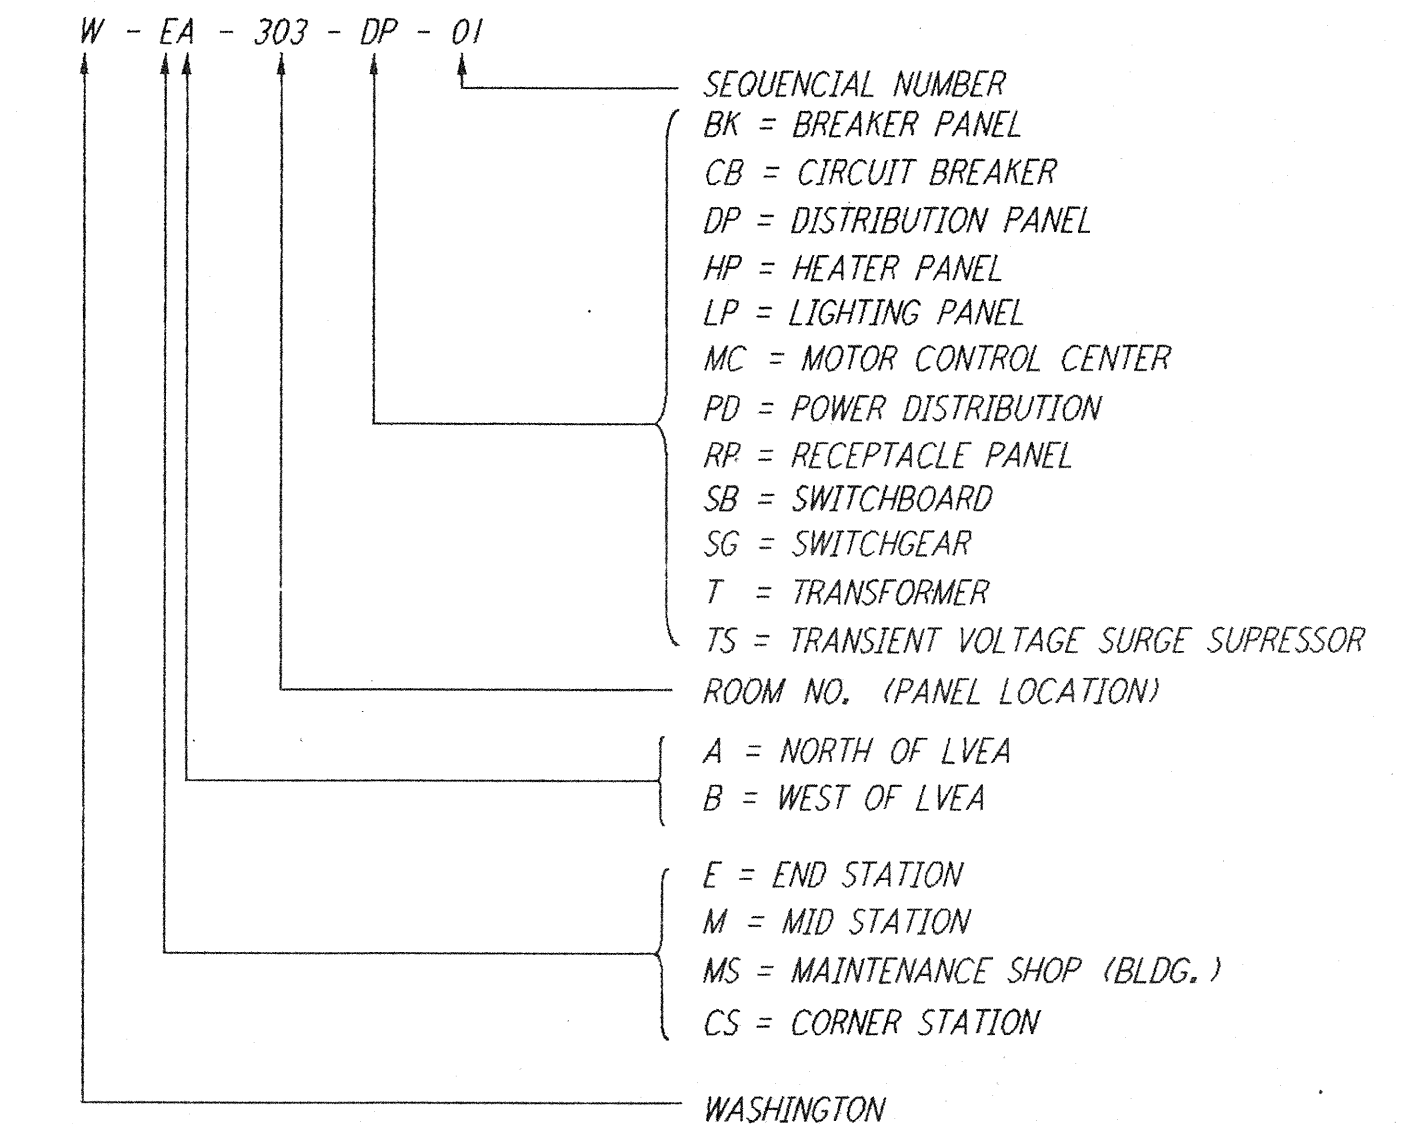 W - EA - 303 - DP - 01
SEQUENCIAL NUMBER
BK = BREAKER PANEL
CB = CIRCUIT BREAKER
DP = DISTRIBUTION PANEL
HP = HEATER PANEL
LP = LIGHTING PANEL
MC = MOTOR CONTROL CENTER
PD = POWER DISTRIBUTION
RP = RECEPTACLE PANEL
SB = SWITCHBOARD
SG = SWITCHGEAR
T = TRANSFORMER
TS = TRANSIENT VOLTAGE SURGE SUPRESSOR
ROOM NO. (PANEL LOCATION)
A = NORTH OF LVEA
B = WEST OF LVEA
E = END STATION
M = MID STATION
MS = MAINTENANCE SHOP (BLDG.)
CS = CORNER STATION
WASHINGTON